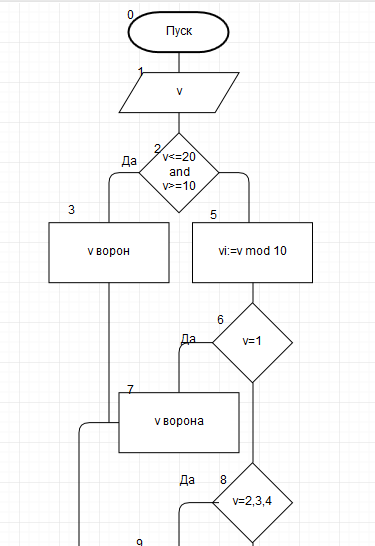 0
Пуск
1
v
2
Да
v<=20
and
v>=10
3
5
v ворон
vi:=v mod 10
6
Да
v=1
7
v ворона
Да
8
v=2,3,4
9